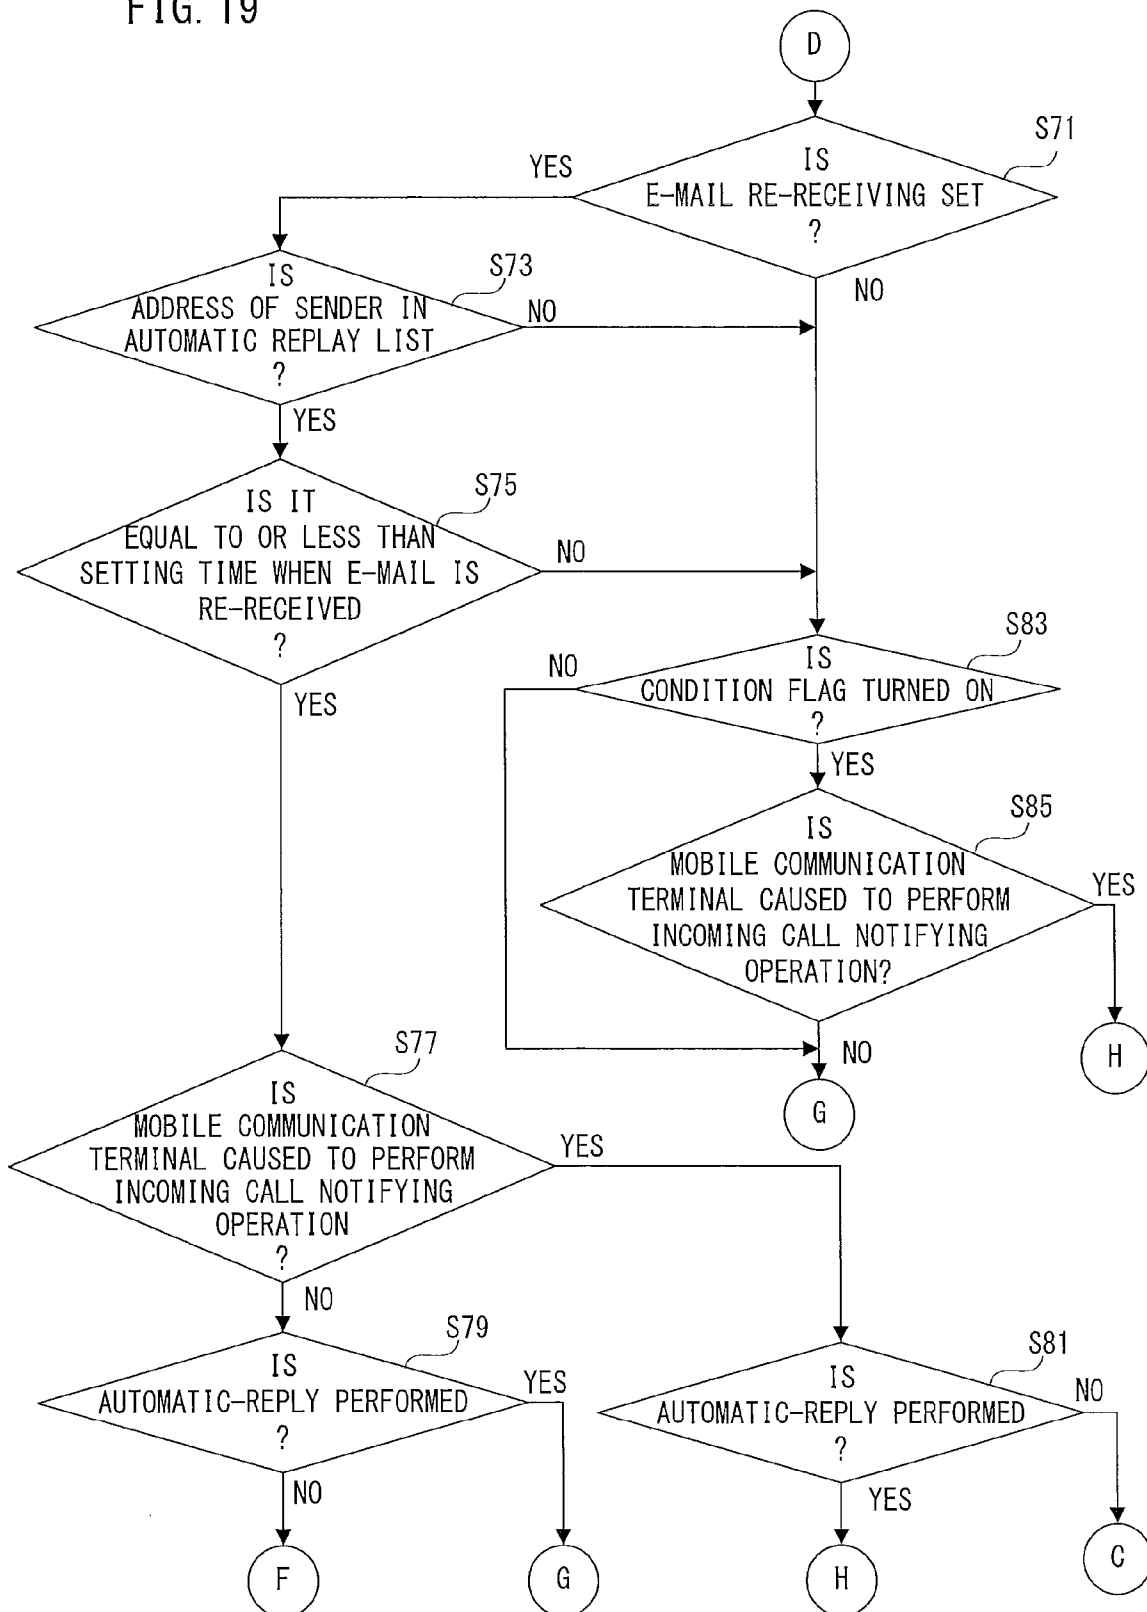 FIG. 19
D
S71
IS
E-MAIL RE-RECEIVING SET
?
YES
NO
S73
IS
ADDRESS OF SENDER IN
AUTOMATIC REPLAY LIST
?
NO
YES
S75
IS IT
EQUAL TO OR LESS THAN
SETTING TIME WHEN E-MAIL IS
RE-RECEIVED
?
NO
YES
S83
IS
CONDITION FLAG TURNED ON
?
NO
YES
S85
IS
MOBILE COMMUNICATION
TERMINAL CAUSED TO PERFORM
INCOMING CALL NOTIFYING
OPERATION?
YES
H
NO
G
S77
IS
MOBILE COMMUNICATION
TERMINAL CAUSED TO PERFORM
INCOMING CALL NOTIFYING
OPERATION
?
YES
NO
S79
IS
AUTOMATIC-REPLY PERFORMED
?
YES
NO
F
G
S81
IS
AUTOMATIC-REPLY PERFORMED
?
NO
YES
H
C